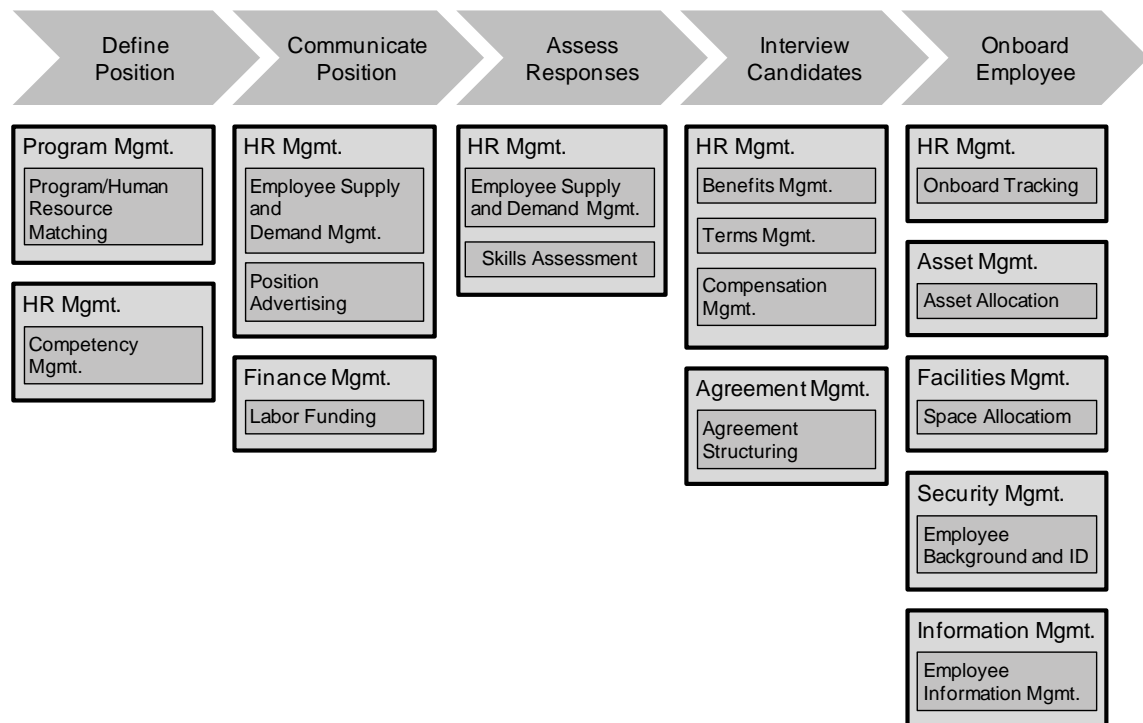 Define
Position
Communicate
Position
Assess
Responses
Interview
Candidates
Onboard
Employee
Program Mgmt.
Program/Human
Resource
Matching
HR Mgmt.
Competency
Mgmt.
HR Mgmt.
Employee Supply
and
Demand Mgmt.
Position
Advertising
Finance Mgmt.
Labor Funding
HR Mgmt.
Employee Supply
and Demand Mgmt.
Skills Assessment
HR Mgmt.
Benefits Mgmt.
Terms Mgmt.
Compensation
Mgmt.
Agreement Mgmt.
Agreement
Structuring
HR Mgmt.
Onboard Tracking
Asset Mgmt.
Asset Allocation
Facilities Mgmt.
Space Allocatiom
Security Mgmt.
Employee
Background and ID
Information Mgmt.
Employee
Information Mgmt.